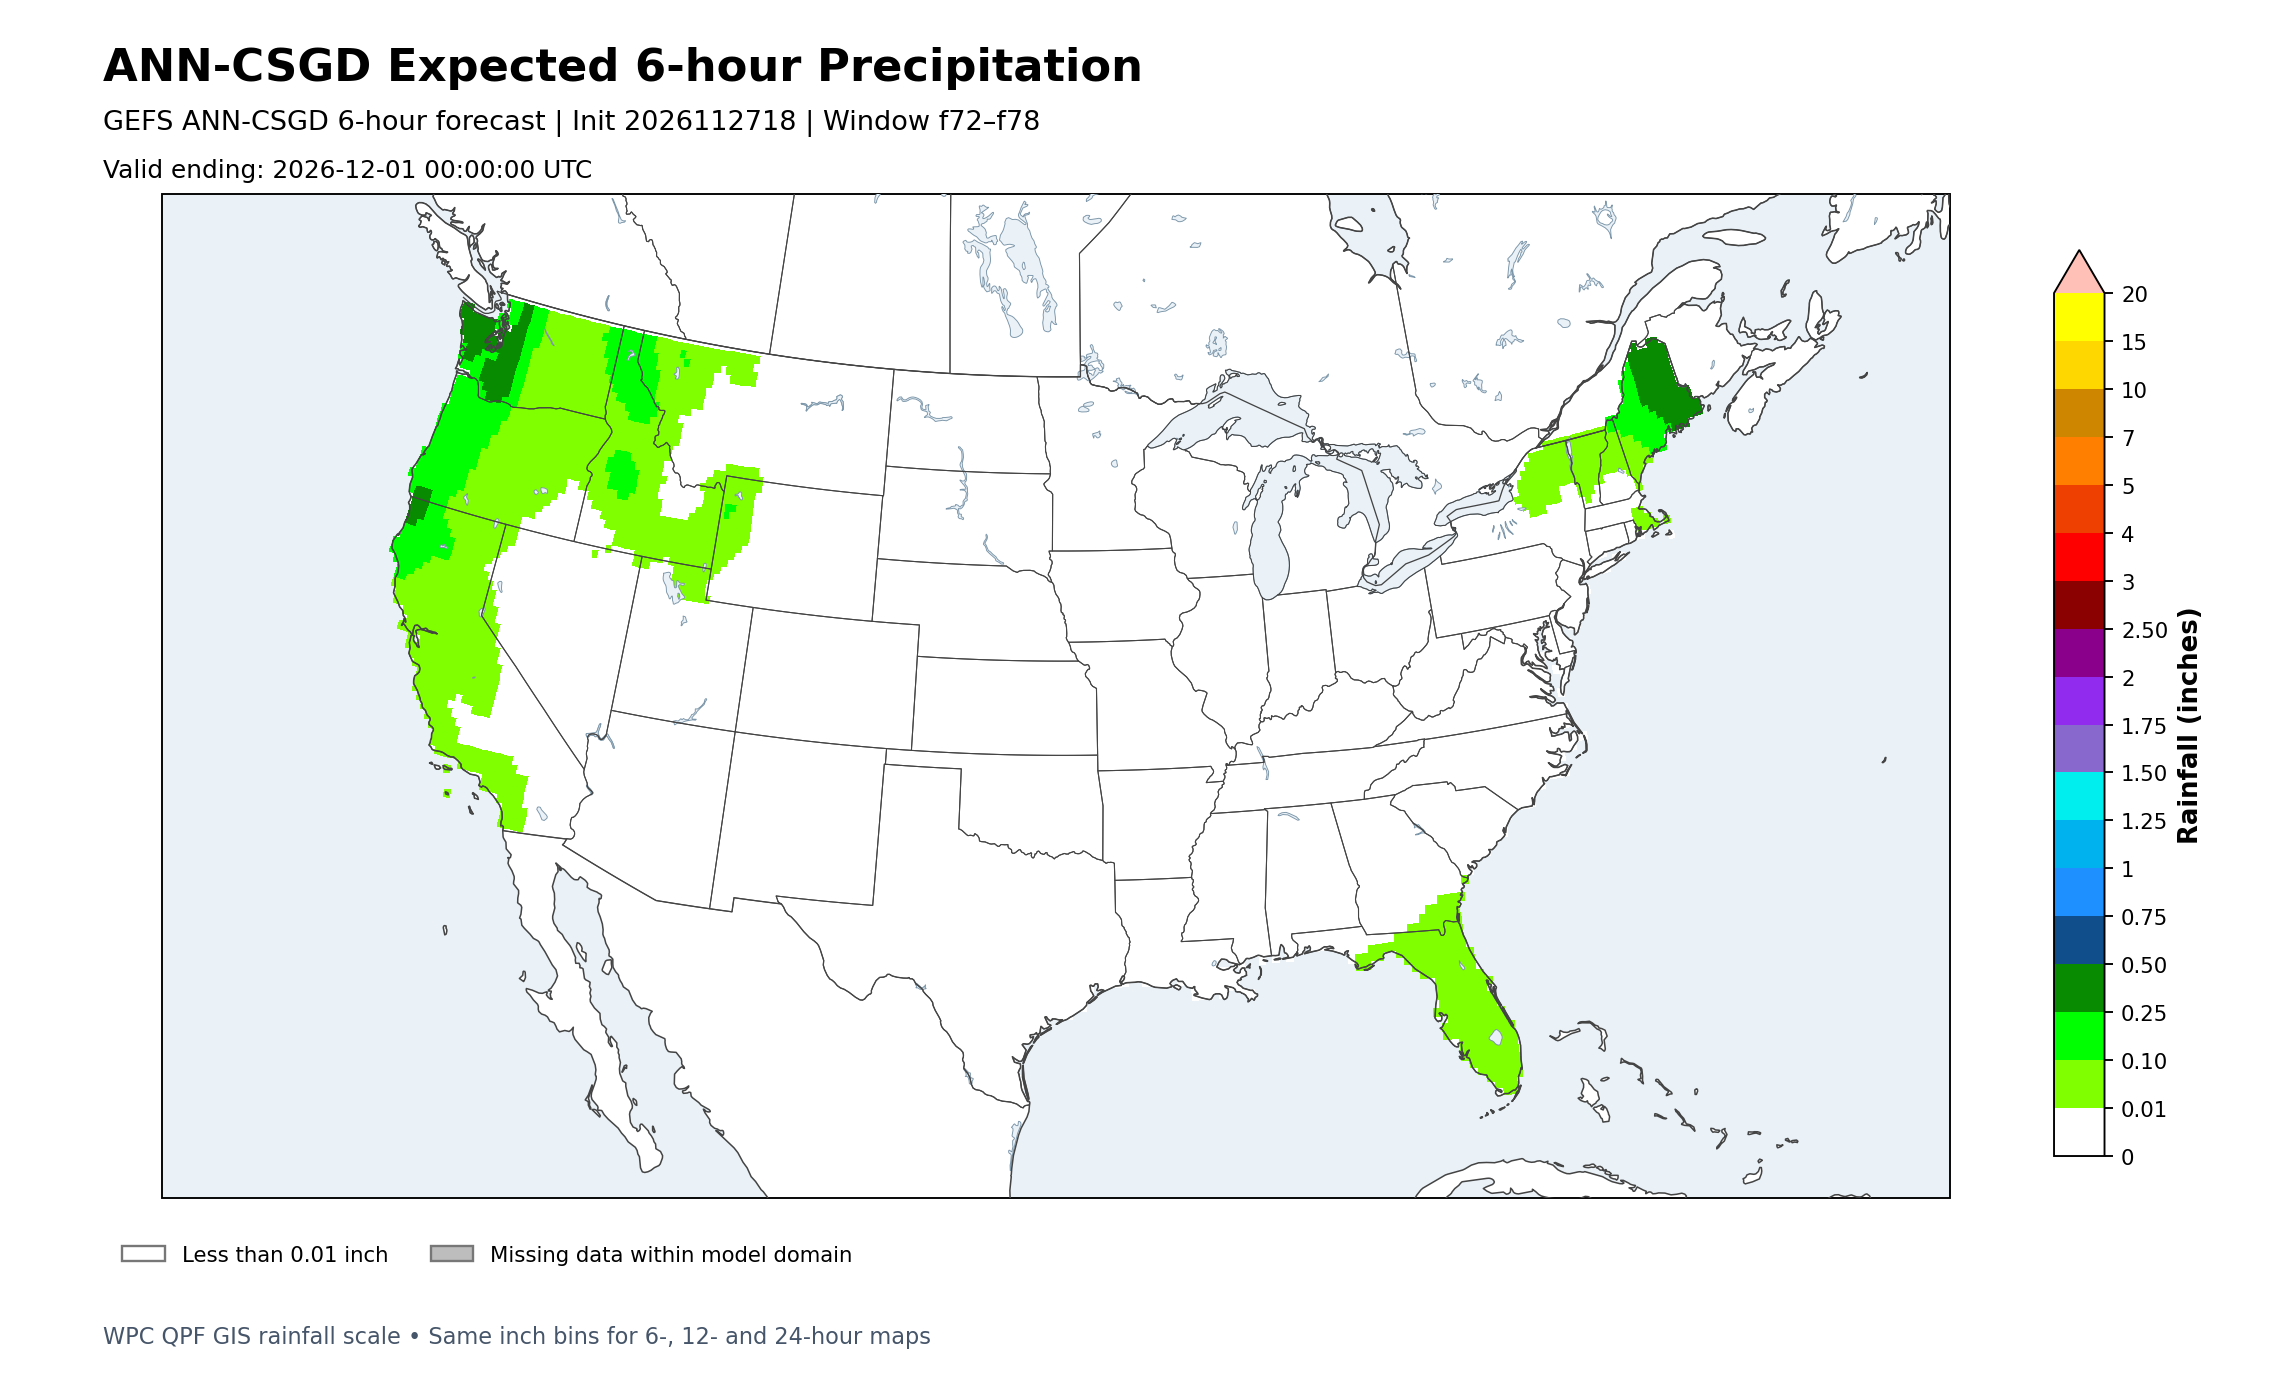 ANN-CSGD Expected 6-hour Precipitation
GEFS ANN-CSGD 6-hour forecast | Init 2026112718 | Window f72–f78
Valid ending: 2026-12-01 00:00:00 UTC
20
15
10
7
5
4
3
2.50
2
1.75
1.50
1.25
1
0.75
0.50
0.25
0.10
0.01
0
Rainfall (inches)
Less than 0.01 inch
Missing data within model domain
WPC QPF GIS rainfall scale • Same inch bins for 6-, 12- and 24-hour maps